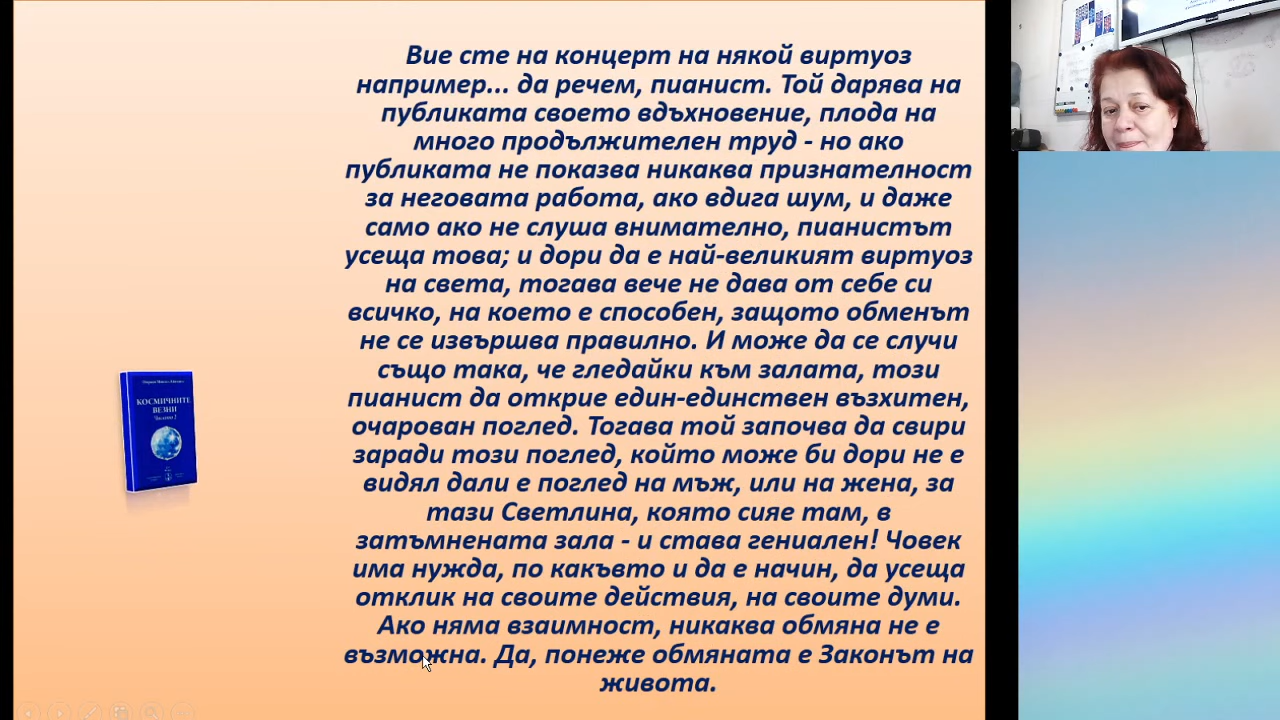 Вие сте на концерт на някой виртуоз
например... да речем, пианист. Той дарява на
публиката своето вдъхновение, плода на
много продължителен труд - но ако
публиката не показва никаква признателност
за неговата работа, ако вдига шум, и даже
само ако не слуша внимателно, пианистът
усеща това; и дори да е най-великият виртуоз
на света, тогава вече не дава от себе си
всичко, на което е способен, защото обменът
не се извършва правилно. И може да се случи
също така, че гледайки към залата, този
пианист да открие един-единствен възхитен,
очарован поглед. Тогава той започва да свири
заради този поглед, който може би дори не е
видял дали е поглед на мъж, или на жена, за
тази Светлина, която сияе там, в
затъмнената зала - и става гениален! Човек
има нужда, по какъвто и да е начин, да усеща
отклик на своите действия, на своите думи.
Ако няма взаимност, никаква обмяна не е
възможна. Да, понеже обмяната е Законът на
живота.
КОСМИЧНИТЕ
ВЕЗНИ